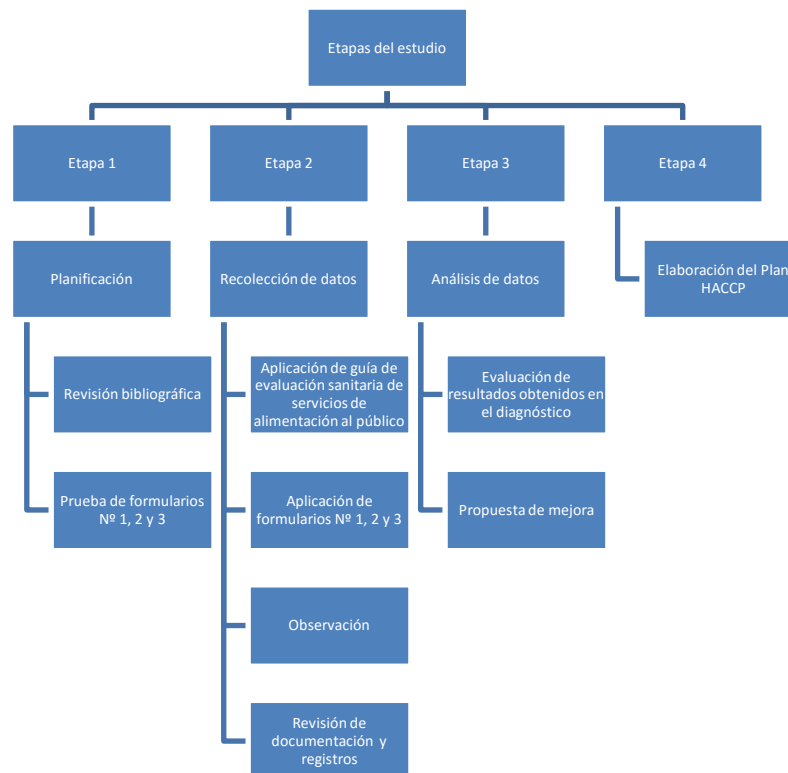 Etapas del estudio
Etapa 1
Etapa 2
Etapa 3
Etapa 4
Planificación
Recolección de datos
Análisis de datos
Elaboración del Plan
HACCP
Revisión bibliográfica
Aplicación de guía de
evaluación sanitaria de
servicios de
alimentación al público
Evaluación de
resultados obtenidos en
el diagnóstico
Prueba de formularios
Nº 1, 2 y 3
Aplicación de
formularios Nº 1, 2 y 3
Propuesta de mejora
Observación
Revisión de
documentación y
registros